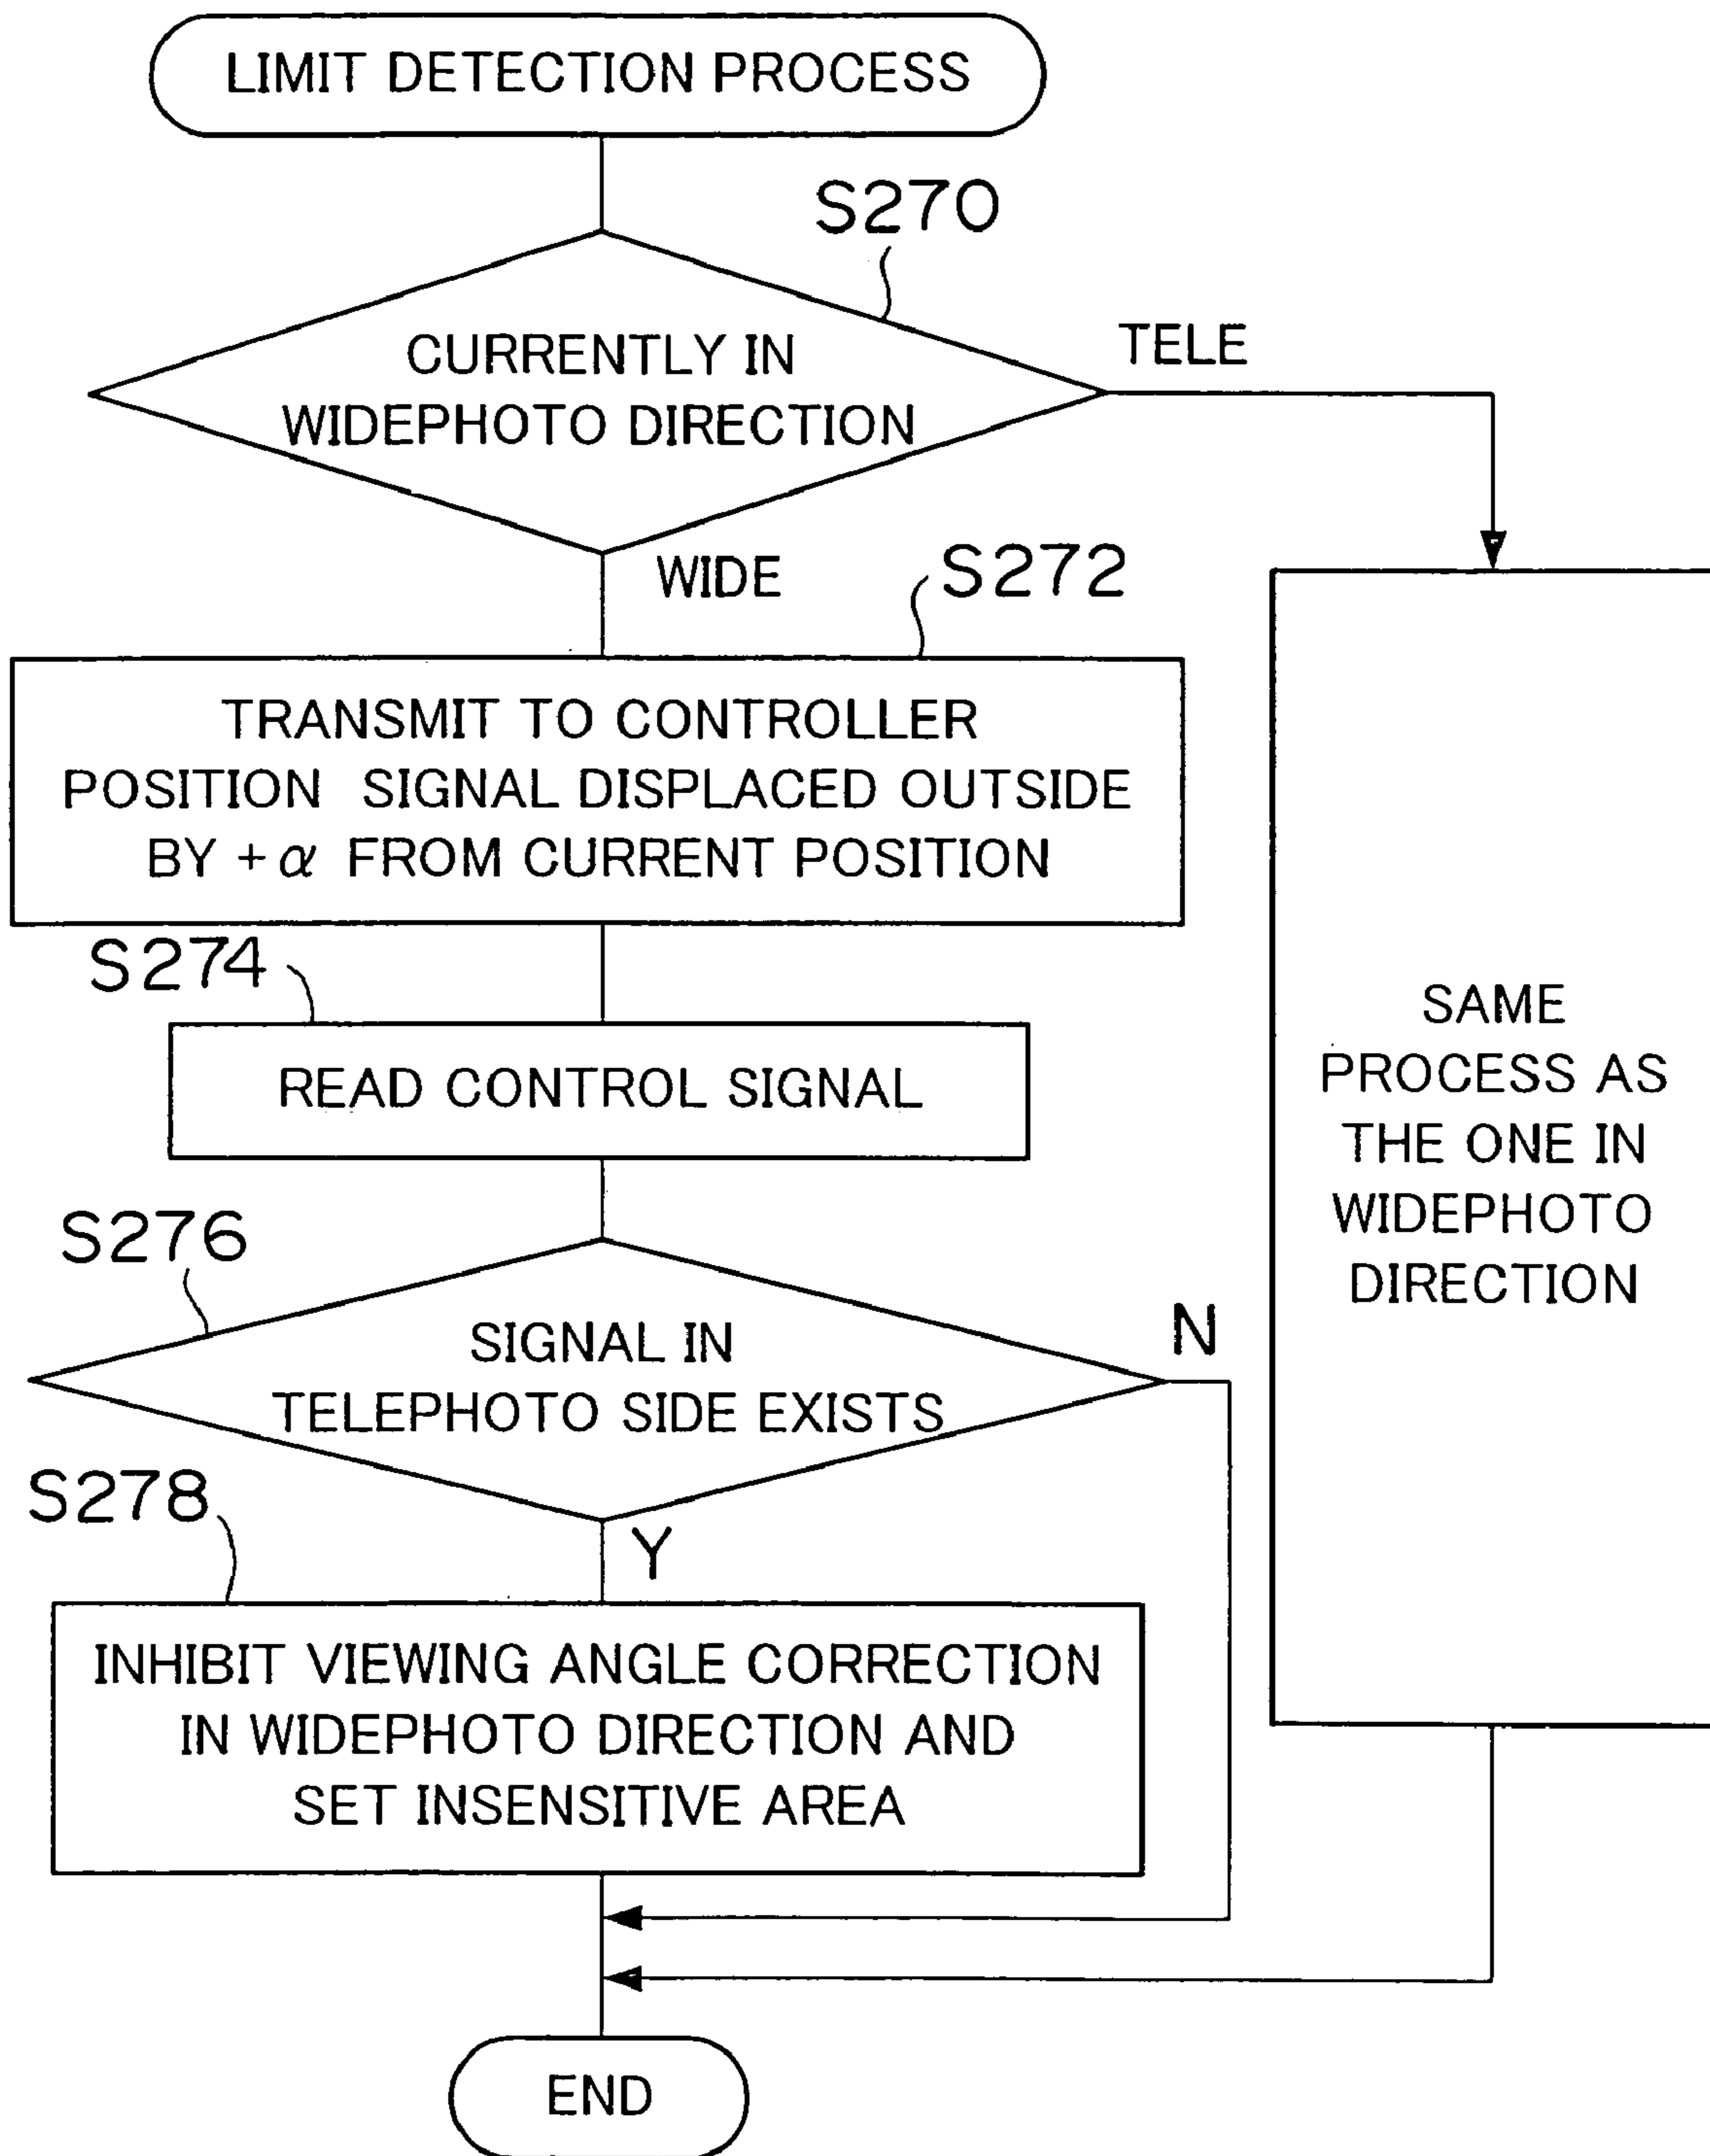 LIMIT DETECTION PROCESS
S270
CURRENTLY IN
WIDEPHOTO DIRECTION
TELE
WIDE
S272
TRANSMIT TO CONTROLLER
POSITION SIGNAL DISPLACED OUTSIDE
BY +α FROM CURRENT POSITION
S274
READ CONTROL SIGNAL
SAME
PROCESS AS
THE ONE IN
WIDEPHOTO
DIRECTION
S276
SIGNAL IN
TELEPHOTO SIDE EXISTS
N
S278
Y
INHIBIT VIEWING ANGLE CORRECTION
IN WIDEPHOTO DIRECTION AND
SET INSENSITIVE AREA
END